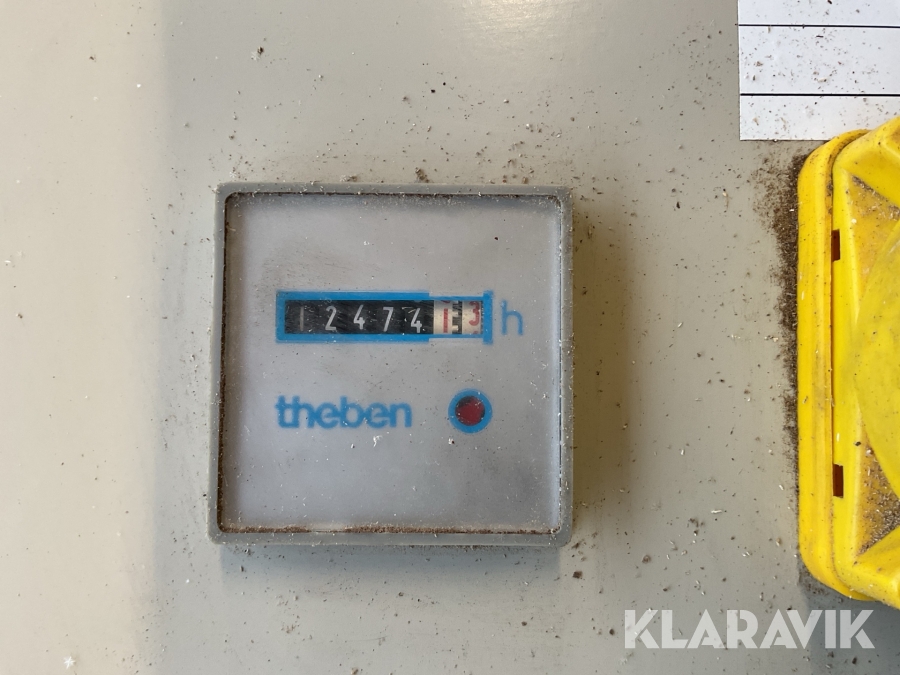 12474 h
theben
KLARAVIK